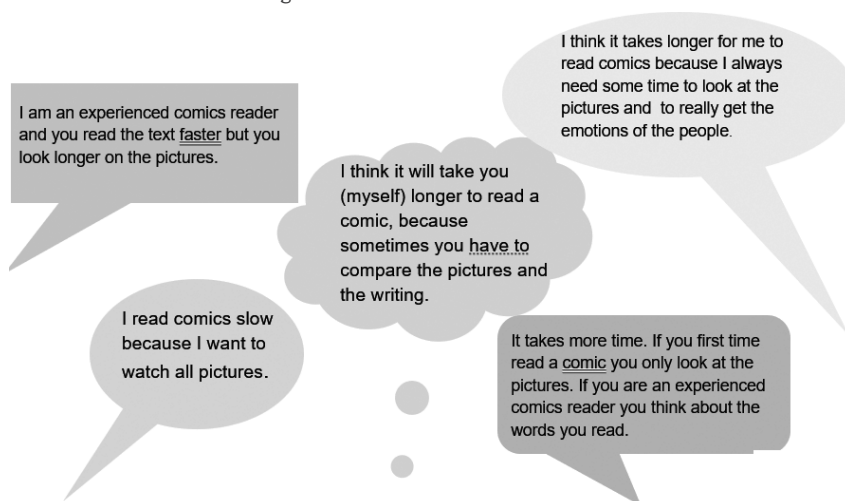 I think it takes longer for me to
read comics because I always
need some time to look at the
pictures and to really get the
emotions of the people.
I am an experienced comics reader
and you read the text faster but you
look longer on the pictures.
I think it will take you
(myself) longer to read a
comic, because
sometimes you have to
compare the pictures and
the writing.
I read comics slow
because I want to
watch all pictures.
It takes more time. If you first time
read a comic you only look at the
pictures. If you are an experienced
comics reader you think about the
words you read.